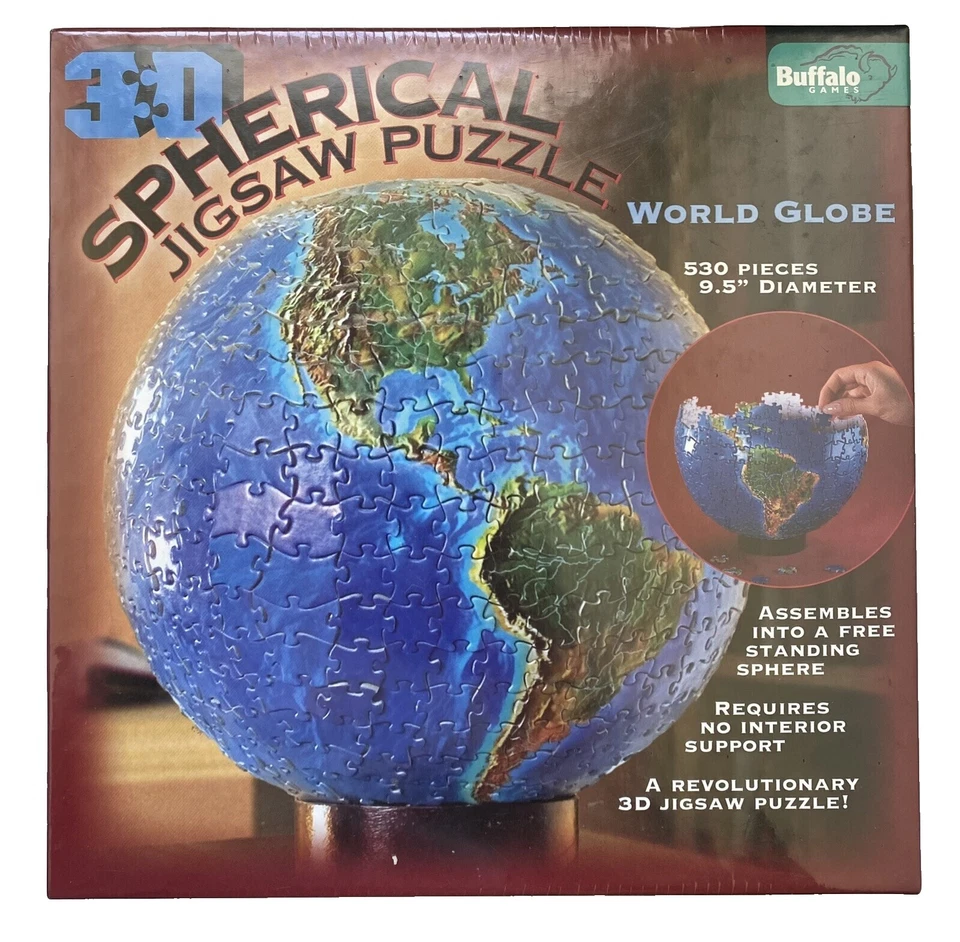 3-D
SPHERICAL
JIGSAW PUZZLE
Buffalo
GAMES
WORLD GLOBE
530 PIECES
9.5” DIAMETER
ASSEMBLES
INTO A FREE
STANDING
SPHERE
REQUIRES
NO INTERIOR
SUPPORT
A REVOLUTIONARY
3D JIGSAW PUZZLE!